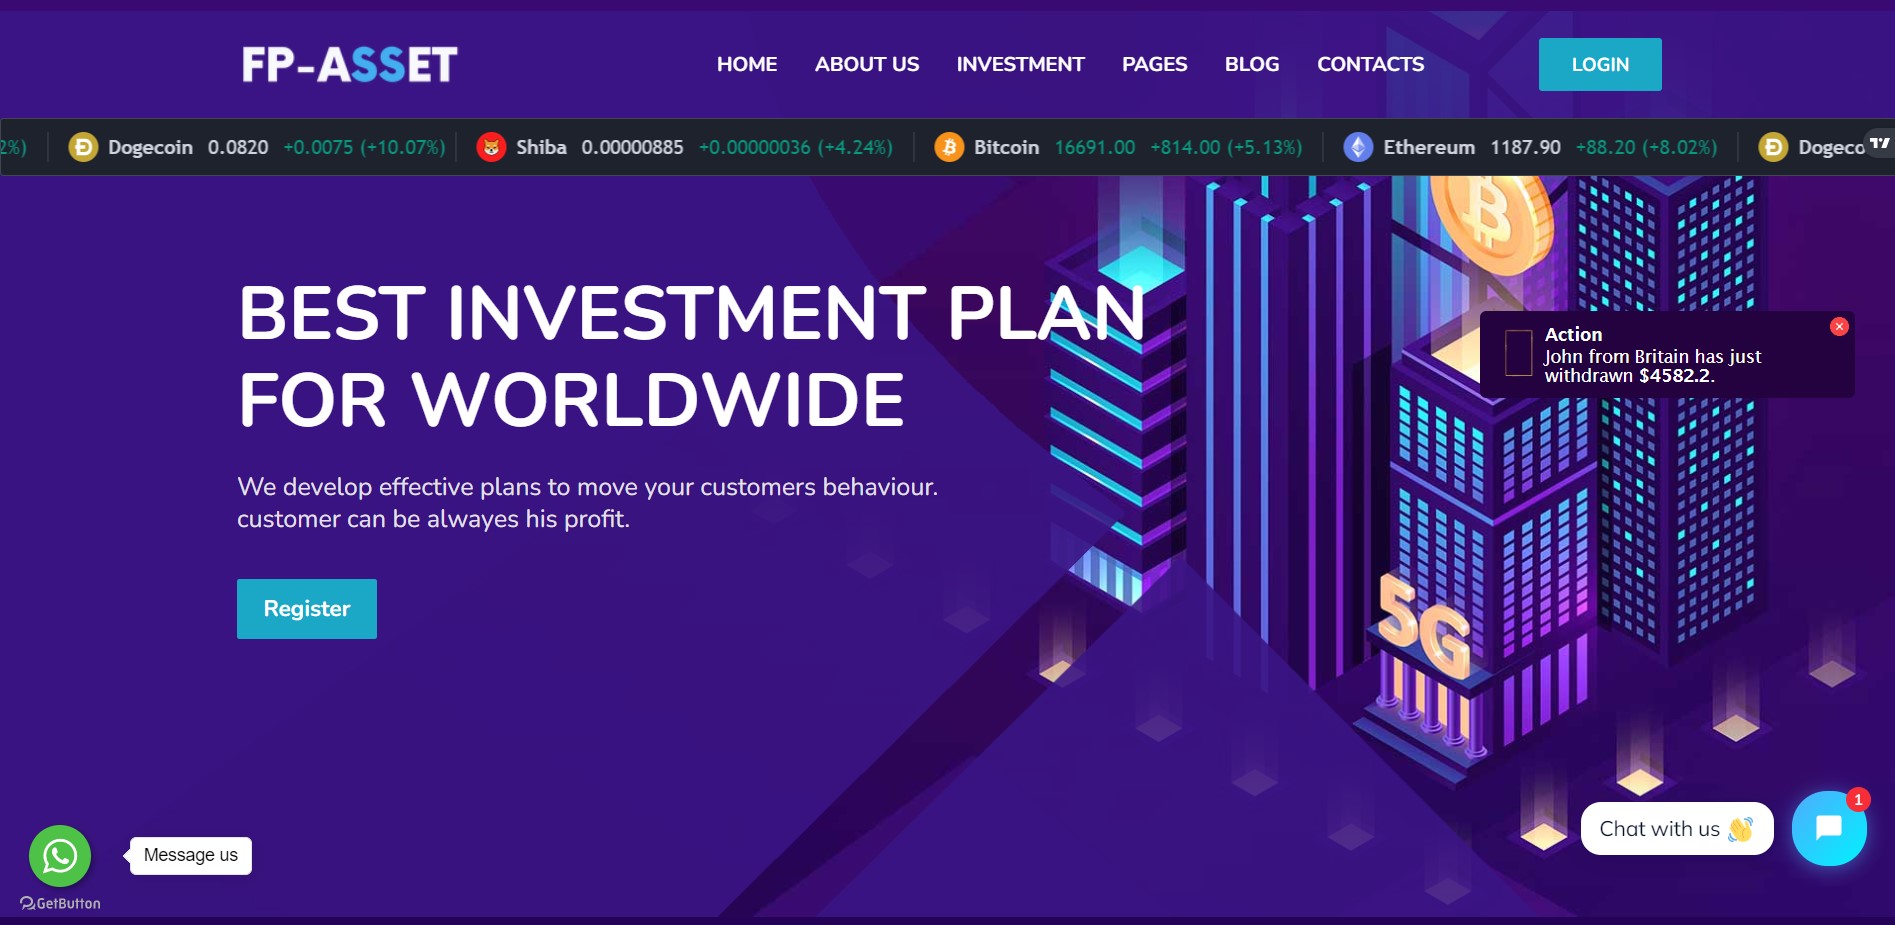 FP-ASSET
HOME ABOUT US INVESTMENT PAGES BLOG CONTACTS LOGIN
2%) Dogecoin 0.0820 +0.0075 (+10.07%) Shiba 0.00000885 +0.00000036 (+4.24%) Bitcoin 16691.00 +814.00 (+5.13%) Ethereum 1187.90 +88.20 (+8.02%) Dogeco
BEST INVESTMENT PLAN
FOR WORLDWIDE
Action
John from Britain has just
withdrawn $4582.2.
We develop effective plans to move your customers behaviour.
customer can be alwayes his profit.
Register
5G
1
Chat with us 👋
Message us
GetButton